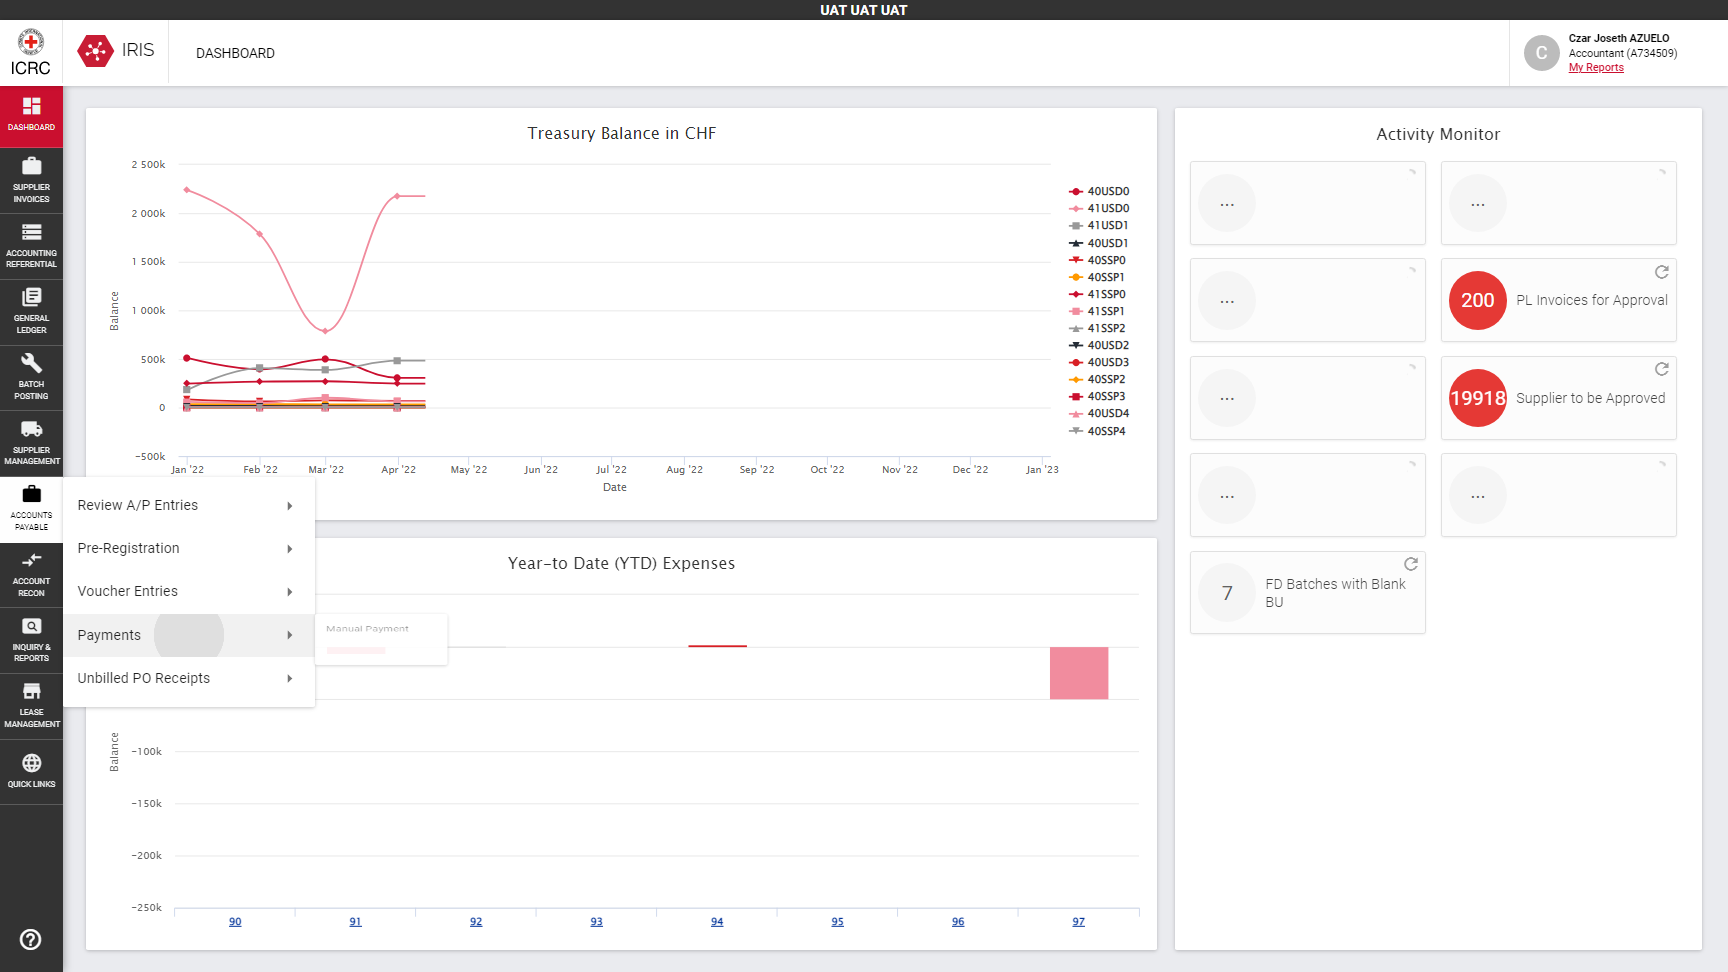 UAT UAT UAT
ICRC
IRIS
DASHBOARD
C
Czar Joseth AZUELO
Accountant (A734509)
My Reports
DASHBOARD
SUPPLIER
INVOICES
ACCOUNTING
REFERENTIAL
GENERAL
LEDGER
BATCH
POSTING
SUPPLIER
MANAGEMENT
ACCOUNTS
PAYABLE
ACCOUNT
RECON
INQUIRY &
REPORTS
LEASE
MANAGEMENT
QUICK LINKS
Review A/P Entries
Pre-Registration
Voucher Entries
Payments
Unbilled PO Receipts
Manual Payment
Treasury Balance in CHF
Balance
2 500k
2 000k
1 500k
1 000k
500k
0
-500k
Jan '22
Feb '22
Mar '22
Apr '22
May '22
Jun '22
Jul '22
Aug '22
Sep '22
Oct '22
Nov '22
Dec '22
Jan '23
Date
40USD0
41USD0
41USD1
40USD1
40SSP0
40SSP1
41SSP0
41SSP1
41SSP2
40USD2
40USD3
40SSP2
40SSP3
40USD4
40SSP4
Year-to Date (YTD) Expenses
Balance
-100k
-150k
-200k
-250k
90
91
92
93
94
95
96
97
Activity Monitor
...
...
...
200
PL Invoices for Approval
...
19918
Supplier to be Approved
...
...
7
FD Batches with Blank
BU